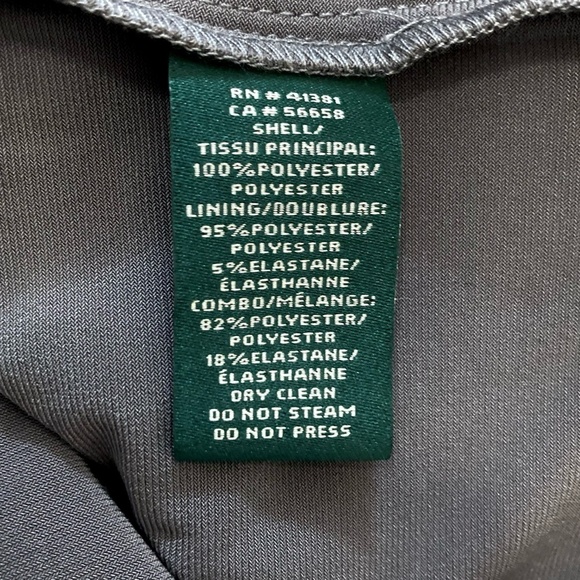 RN # 41381
CA # 56658
SHELL/
TISSU PRINCIPAL:
100%POLYESTER/
POLYESTER
LINING/DOUBLURE:
95%POLYESTER/
POLYESTER
5%ELASTANE/
ÉLASTHANNE
COMBO/MÉLANGE:
82%POLYESTER/
POLYESTER
18%ELASTANE/
ÉLASTHANNE
DRY CLEAN
DO NOT STEAM
DO NOT PRESS